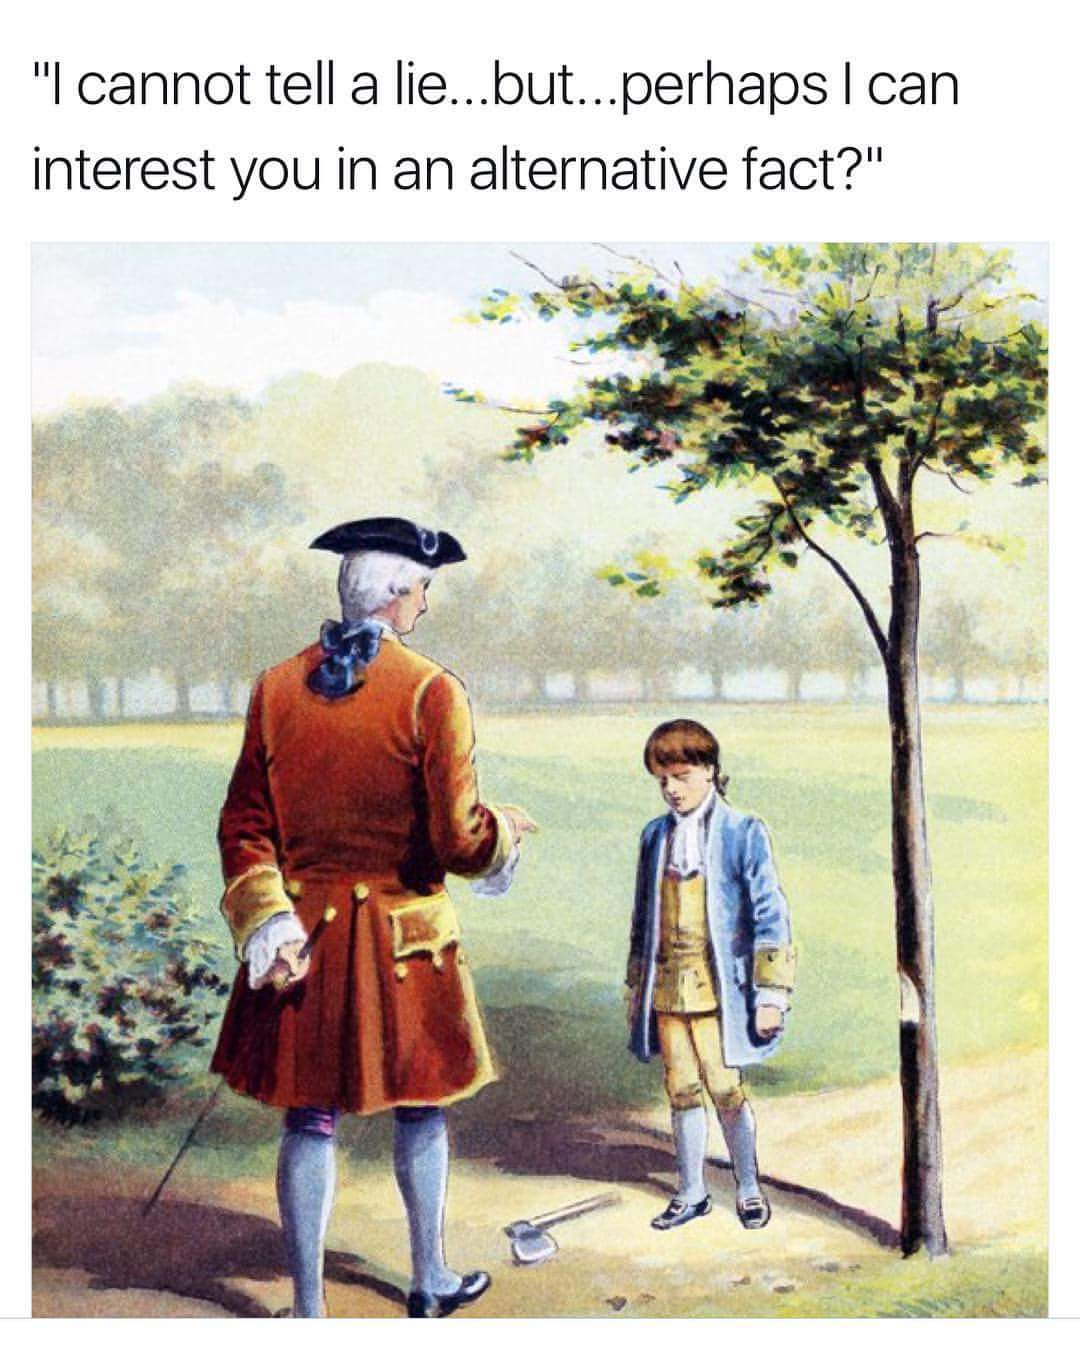 "I cannot tell a lie...but...perhaps I can
interest you in an alternative fact?"